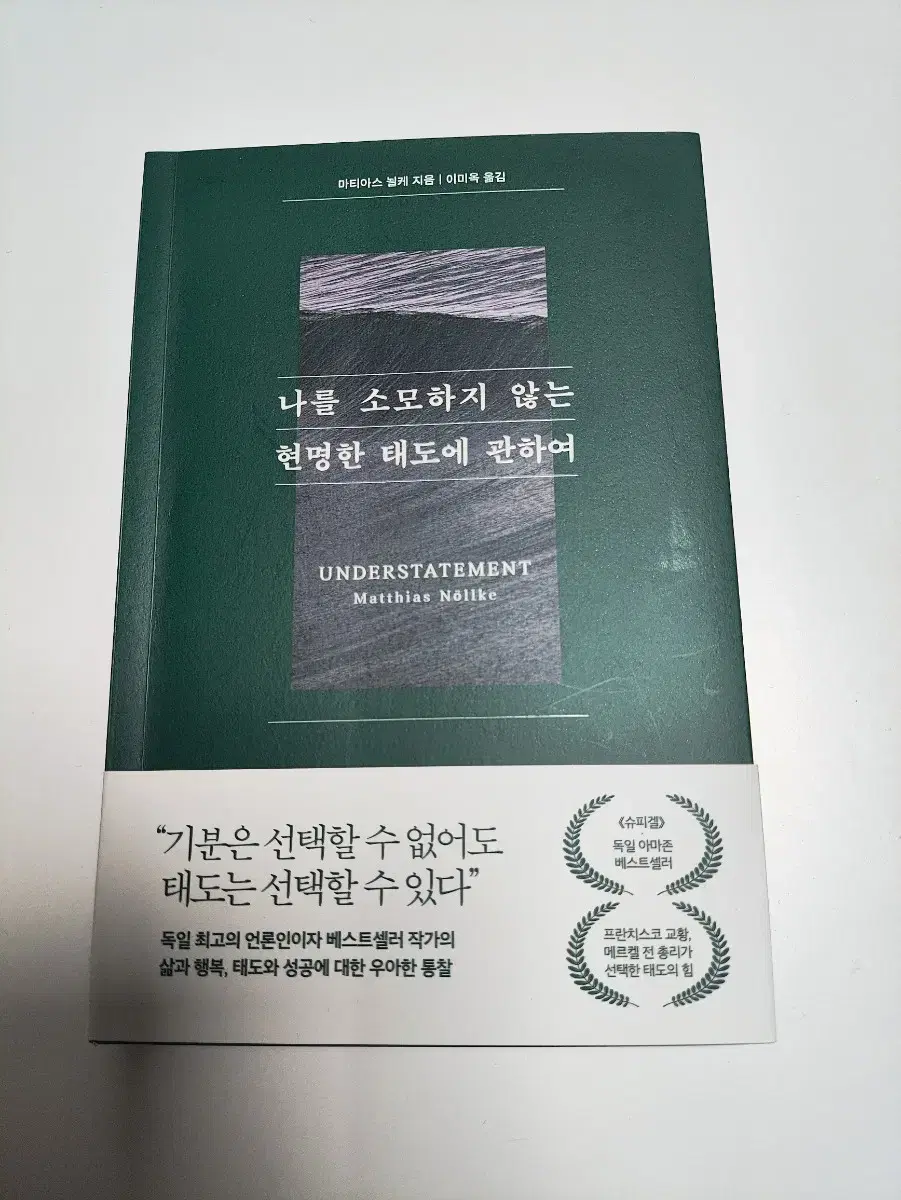 마티아스 뇔케 지음 | 이미옥 옮김
나를 소모하지 않는
현명한 태도에 관하여
UNDERSTATEMENT
Matthias Nöllke
“기분은 선택할 수 없어도
태도는 선택할 수 있다”
독일 최고의 언론인이자 베스트셀러 작가의
삶과 행복, 태도와 성공에 대한 우아한 통찰
《슈피겔》
·
독일 아마존
베스트셀러
프란치스코 교황,
메르켈 전 총리가
선택한 태도의 힘